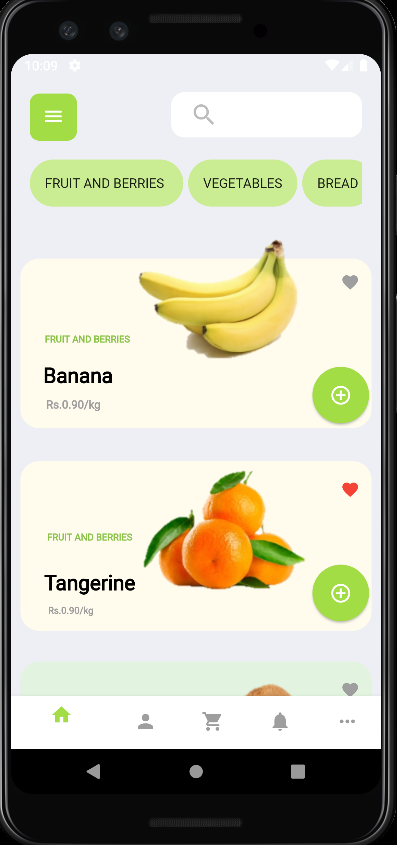 10:09
FRUIT AND BERRIES
VEGETABLES
BREAD
FRUIT AND BERRIES
Banana
Rs.0.90/kg
FRUIT AND BERRIES
Tangerine
Rs.0.90/kg